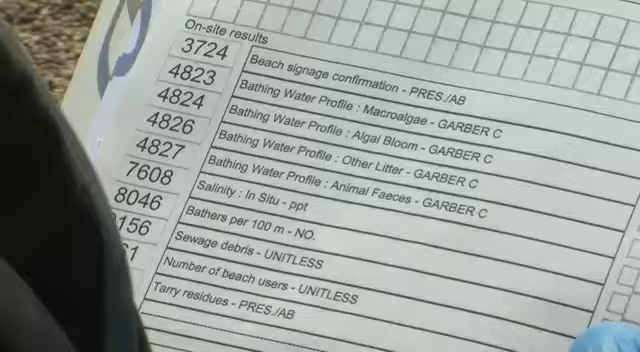 On-site results
3724 Beach signage confirmation - PRES./AB
4823 Bathing Water Profile : Macroalgae - GARBER C
4824 Bathing Water Profile : Algal Bloom - GARBER C
4826 Bathing Water Profile : Other Litter - GARBER C
4827 Bathing Water Profile : Animal Faeces - GARBER C
7608 Salinity : In Situ - ppt
8046 Bathers per 100 m - NO.
156 Sewage debris - UNITLESS
1 Number of beach users - UNITLESS
Tarry residues - PRES./AB